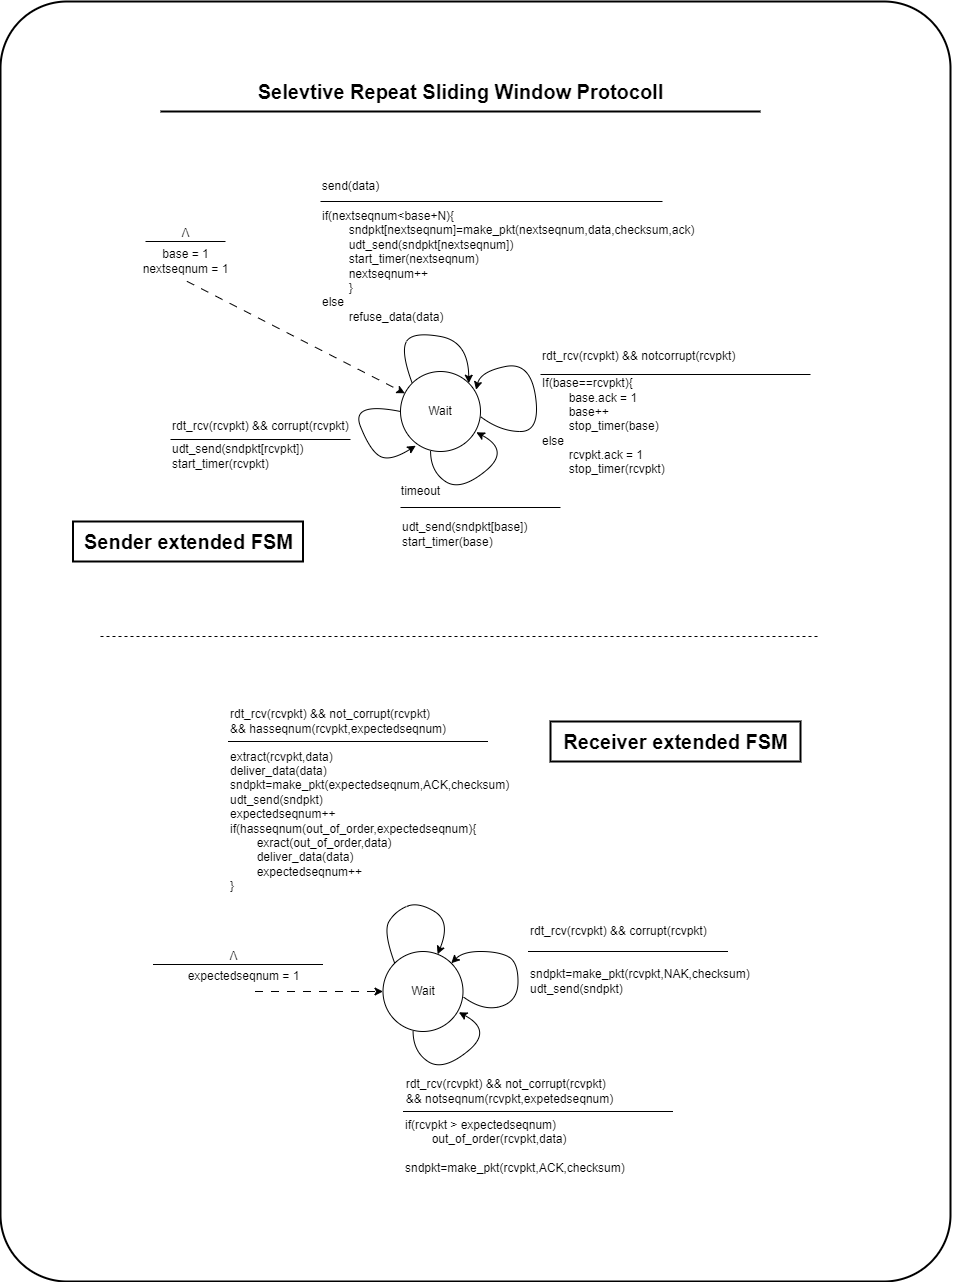 Selevtive Repeat Sliding Window Protocoll
send(data)
if(nextseqnum<base+N){
sndpkt[nextseqnum]=make_pkt(nextseqnum,data,checksum,ack)
udt_send(sndpkt[nextseqnum])
start_timer(nextseqnum)
nextseqnum++
}
else
refuse_data(data)
/\
base = 1
nextseqnum = 1
rdt_rcv(rcvpkt) && notcorrupt(rcvpkt)
If(base==rcvpkt){
base.ack = 1
base++
stop_timer(base)
else
rcvpkt.ack = 1
stop_timer(rcvpkt)
Wait
rdt_rcv(rcvpkt) && corrupt(rcvpkt)
udt_send(sndpkt[rcvpkt])
start_timer(rcvpkt)
timeout
udt_send(sndpkt[base])
start_timer(base)
Sender extended FSM
rdt_rcv(rcvpkt) && not_corrupt(rcvpkt)
&& hasseqnum(rcvpkt,expectedseqnum)
extract(rcvpkt,data)
deliver_data(data)
sndpkt=make_pkt(expectedseqnum,ACK,checksum)
udt_send(sndpkt)
expectedseqnum++
if(hasseqnum(out_of_order,expectedseqnum){
exract(out_of_order,data)
deliver_data(data)
expectedseqnum++
}
Receiver extended FSM
/\
expectedseqnum = 1
Wait
rdt_rcv(rcvpkt) && corrupt(rcvpkt)
sndpkt=make_pkt(rcvpkt,NAK,checksum)
udt_send(sndpkt)
rdt_rcv(rcvpkt) && not_corrupt(rcvpkt)
&& notseqnum(rcvpkt,expetedseqnum)
if(rcvpkt > expectedseqnum)
out_of_order(rcvpkt,data)
sndpkt=make_pkt(rcvpkt,ACK,checksum)